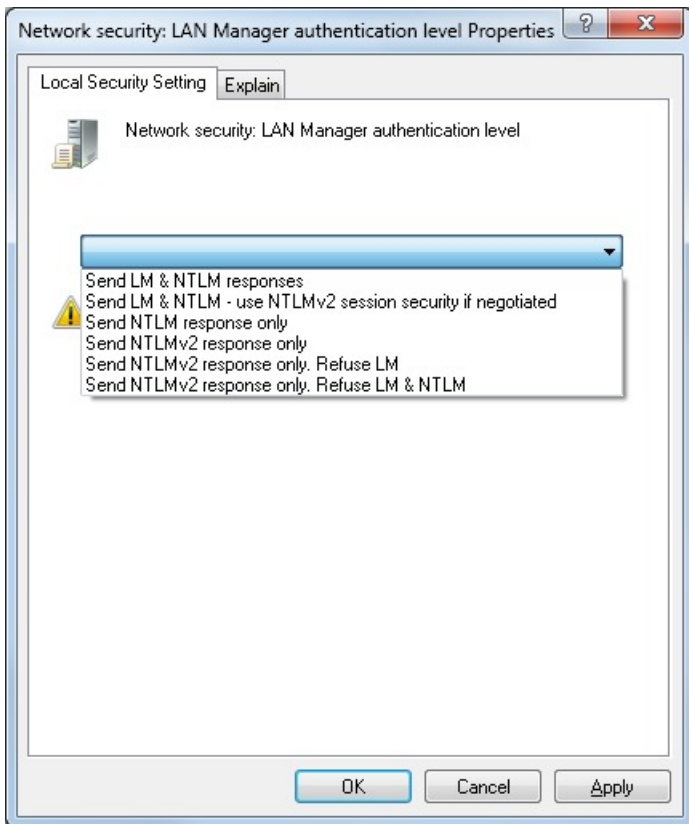 Network security: LAN Manager authentication level Properties
Local Security Setting
Explain
Network security: LAN Manager authentication level
Send LM & NTLM responses
Send LM & NTLM - use NTLMv2 session security if negotiated
Send NTLM response only
Send NTLMv2 response only
Send NTLMv2 response only. Refuse LM
Send NTLMv2 response only. Refuse LM & NTLM
OK
Cancel
Apply